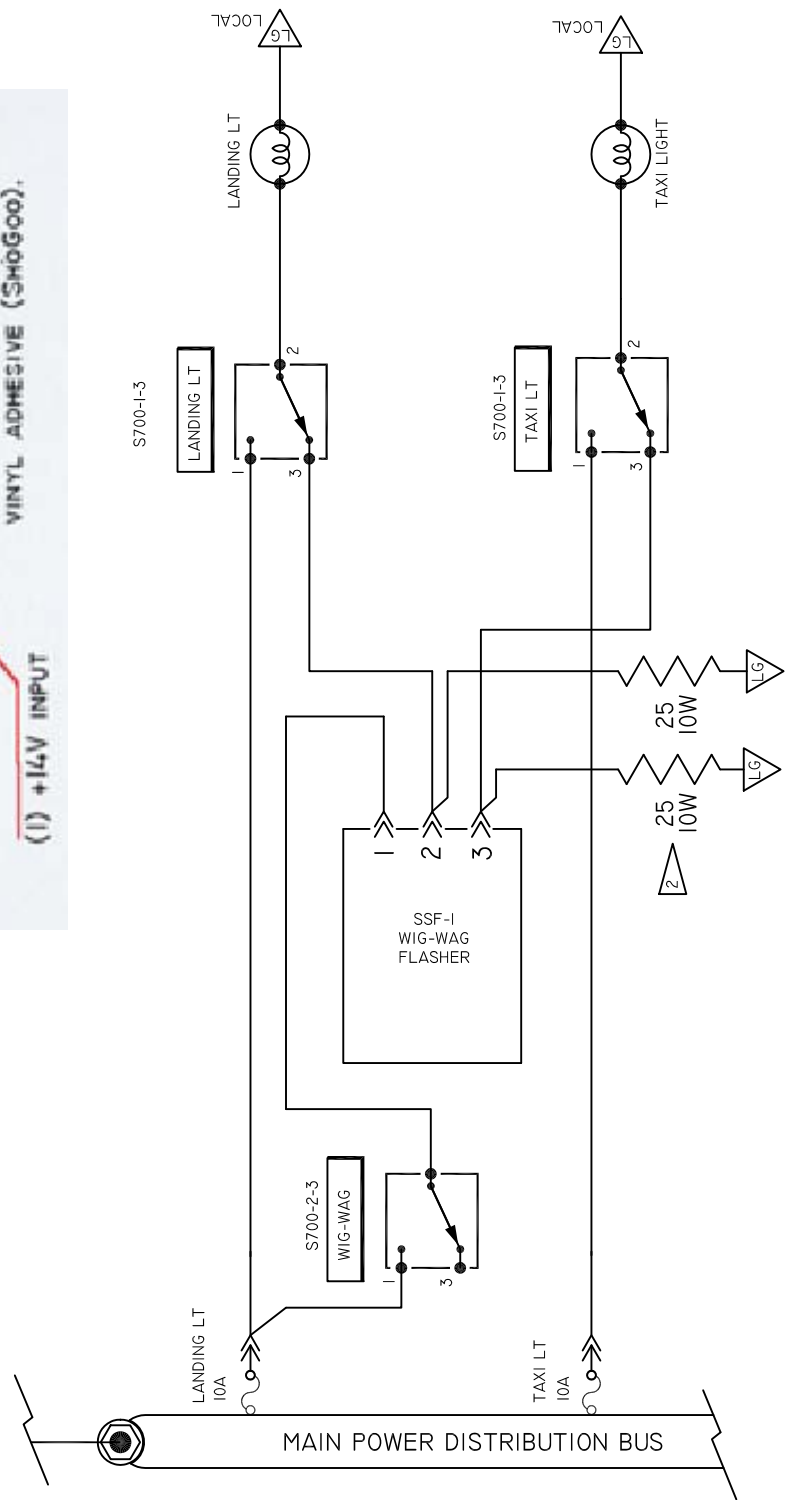 LOCAL
LG
LOCAL
LG
VINYL ADHESIVE (SHOGOO).
(1) +14V INPUT
LANDING LT
TAXI LIGHT
S700-1-3
LANDING LT
1
2
3
S700-1-3
TAXI LT
1
2
3
25
10W
LG
25
10W
LG
2
1
2
3
SSF-1
WIG-WAG
FLASHER
S700-2-3
WIG-WAG
1
3
LANDING LT
10A
TAXI LT
10A
MAIN POWER DISTRIBUTION BUS